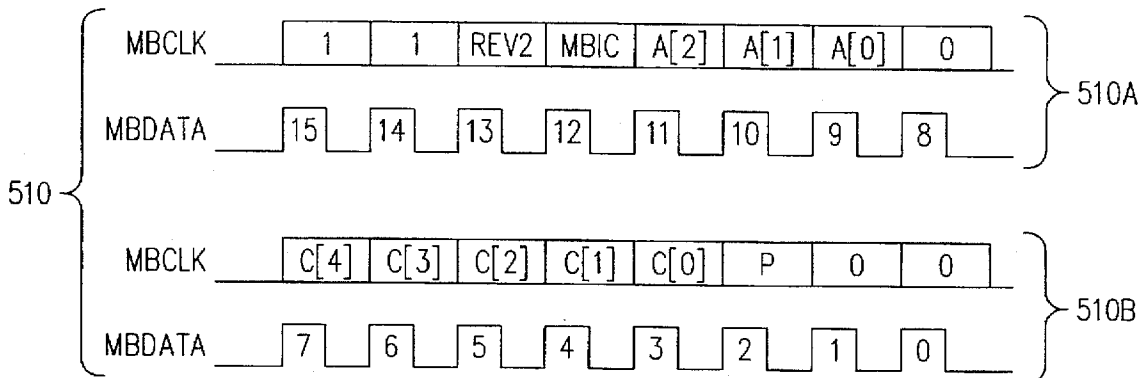 MBCLK 1 1 REV2 MBIC A[2] A[1] A[0] 0
510A
MBDATA 15 14 13 12 11 10 9 8
510
MBCLK C[4] C[3] C[2] C[1] C[0] P 0 0
510B
MBDATA 7 6 5 4 3 2 1 0